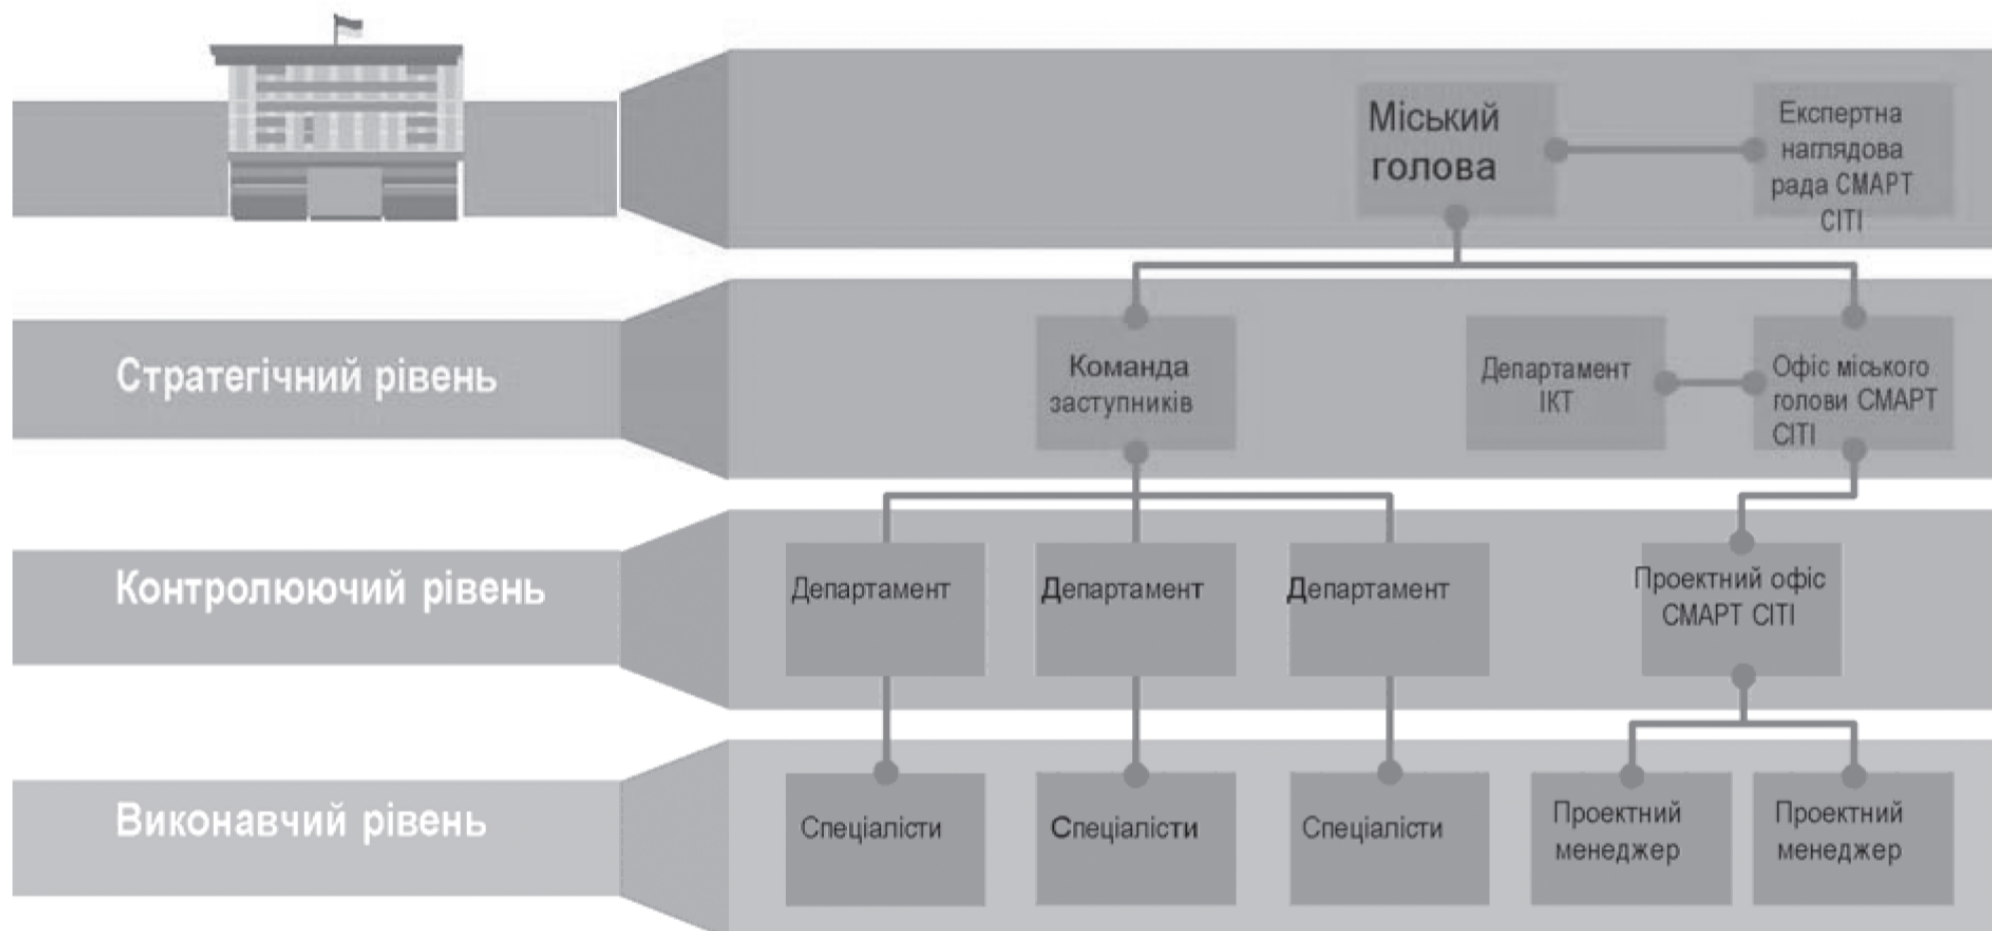 Міський
голова
Експертна
наглядова
рада СМАРТ
СІТІ
Стратегічний рівень
Команда
заступників
Департамент
ІКТ
Офіс міського
голови СМАРТ
СІТІ
Контролюючий рівень
Департамент
Департамент
Департамент
Проектний офіс
СМАРТ СІТІ
Виконавчий рівень
Спеціалісти
Спеціалісти
Спеціалісти
Проектний
менеджер
Проектний
менеджер